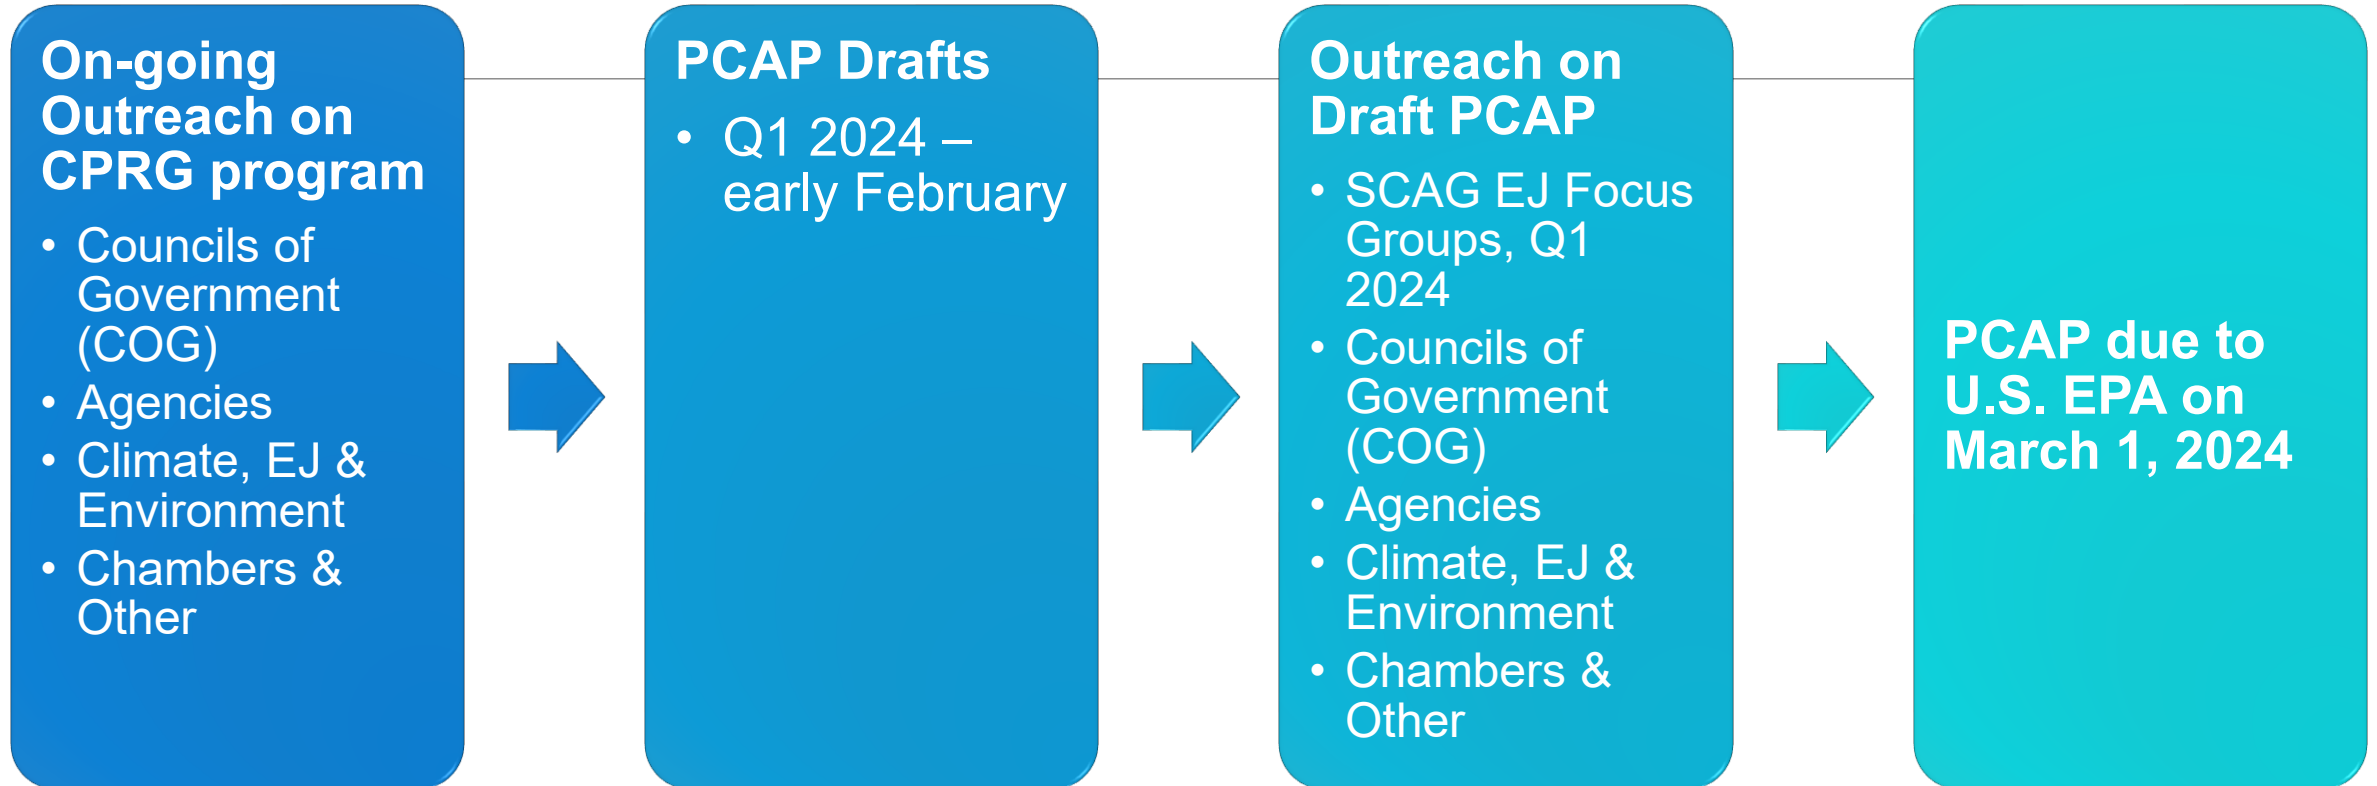 On-going
Outreach on
CPRG program
• Councils of
Government
(COG)
• Agencies
• Climate, EJ &
Environment
• Chambers &
Other
PCAP Drafts
• Q1 2024 –
early February
Outreach on
Draft PCAP
• SCAG EJ Focus
Groups, Q1
2024
• Councils of
Government
(COG)
• Agencies
• Climate, EJ &
Environment
• Chambers &
Other
PCAP due to
U.S. EPA on
March 1, 2024